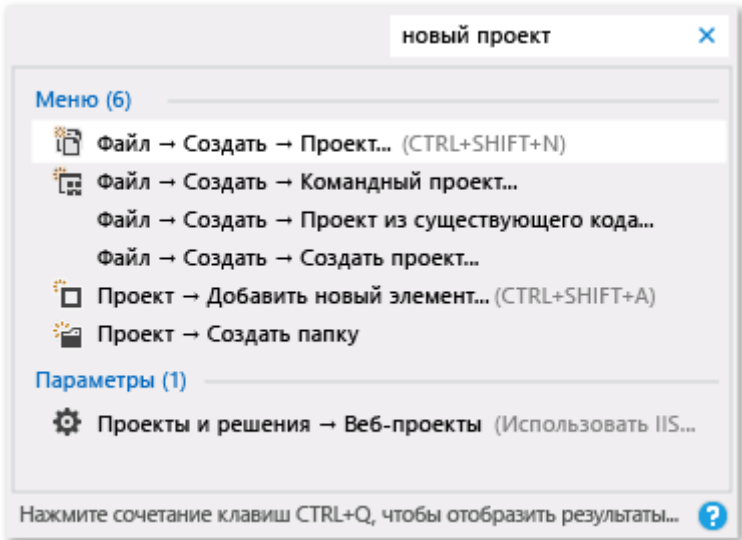 новый проект
Меню (6)
Файл → Создать → Проект... (CTRL+SHIFT+N)
Файл → Создать → Командный проект...
Файл → Создать → Проект из существующего кода...
Файл → Создать → Создать проект...
Проект → Добавить новый элемент... (CTRL+SHIFT+A)
Проект → Создать папку
Параметры (1)
Проекты и решения → Веб-проекты (Использовать IIS...
Нажмите сочетание клавиш CTRL+Q, чтобы отобразить результаты...